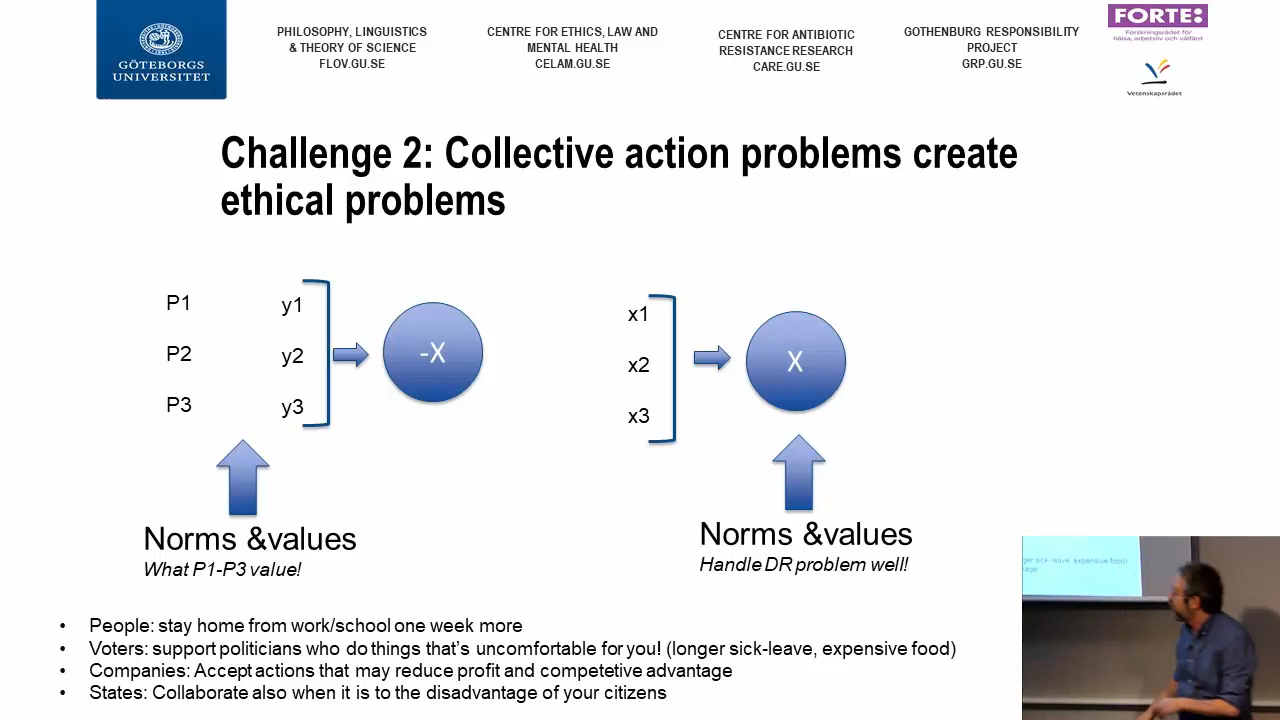 GÖTEBORGS
UNIVERSITET
PHILOSOPHY, LINGUISTICS
& THEORY OF SCIENCE
FLOV.GU.SE
CENTRE FOR ETHICS, LAW AND
MENTAL HEALTH
CELAM.GU.SE
CENTRE FOR ANTIBIOTIC
RESISTANCE RESEARCH
CARE.GU.SE
GOTHENBURG RESPONSIBILITY
PROJECT
GRP.GU.SE
FORTE:
Forskningsrådet för
hälsa, arbetsliv och välfärd
Vetenskapsrådet
Challenge 2: Collective action problems create
ethical problems
P1 y1
P2 y2
P3 y3
-X
x1
x2
x3
X
Norms &values
What P1-P3 value!
Norms &values
Handle DR problem well!
• People: stay home from work/school one week more
• Voters: support politicians who do things that's uncomfortable for you! (longer sick-leave, expensive food)
• Companies: Accept actions that may reduce profit and competetive advantage
• States: Collaborate also when it is to the disadvantage of your citizens
sick-leave, expensive food)